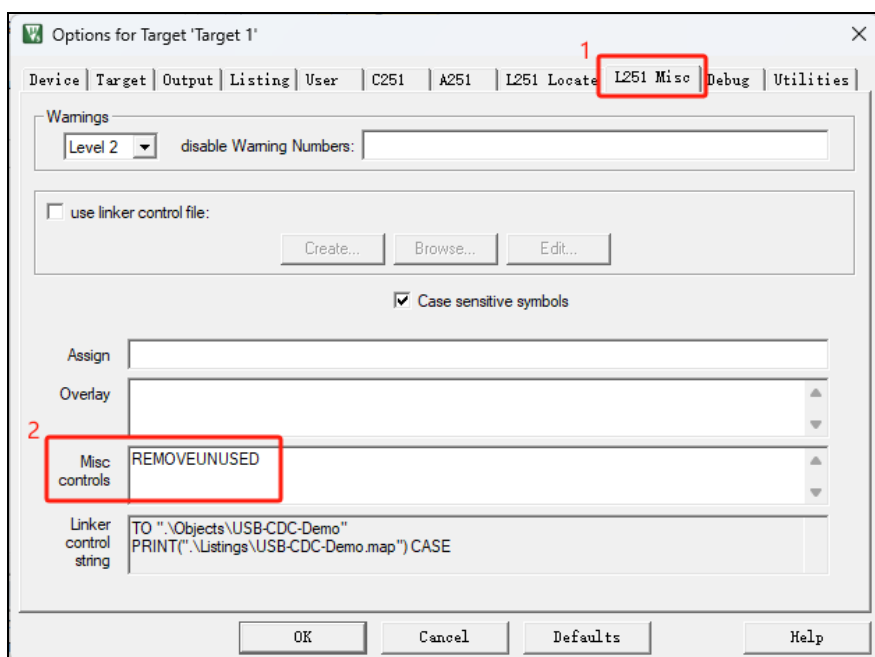 Options for Target 'Target 1'
1
Device Target Output Listing User C251 A251 L251 Locate L251 Misc Debug Utilities
Warnings
Level 2 disable Warning Numbers:
use linker control file:
Create... Browse... Edit...
Case sensitive symbols
Assign
Overlay
2
Misc controls
REMOVEUNUSED
Linker control string
TO ".\Objects\USB-CDC-Demo"
PRINT(".\Listings\USB-CDC-Demo.map") CASE
OK Cancel Defaults Help